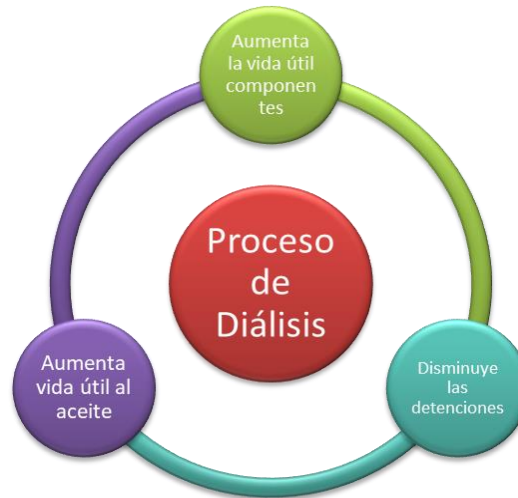 Aumenta
la vida útil
componen
tes
Proceso
de
Diálisis
Aumenta
vida útil al
aceite
Disminuye
las
detenciones